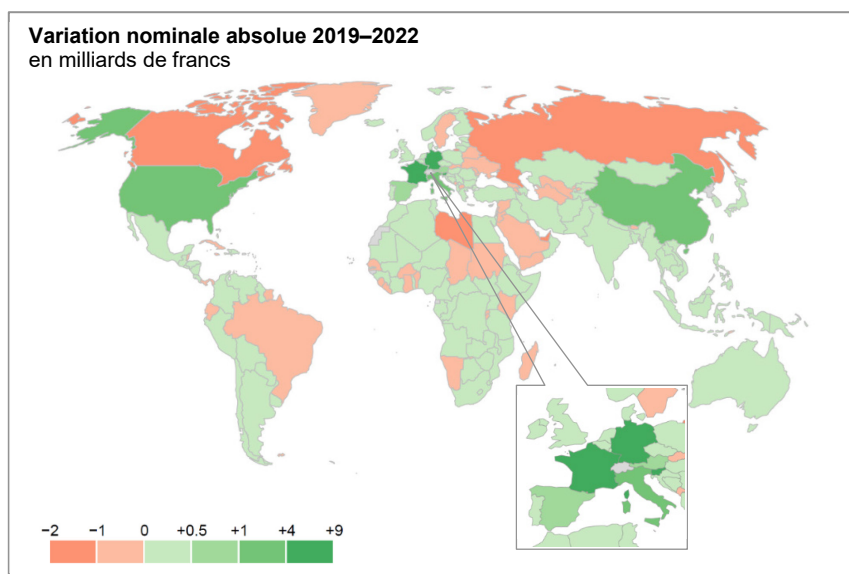 Variation nominale absolue 2019–2022
en milliards de francs
−2 −1 0 +0.5 +1 +4 +9